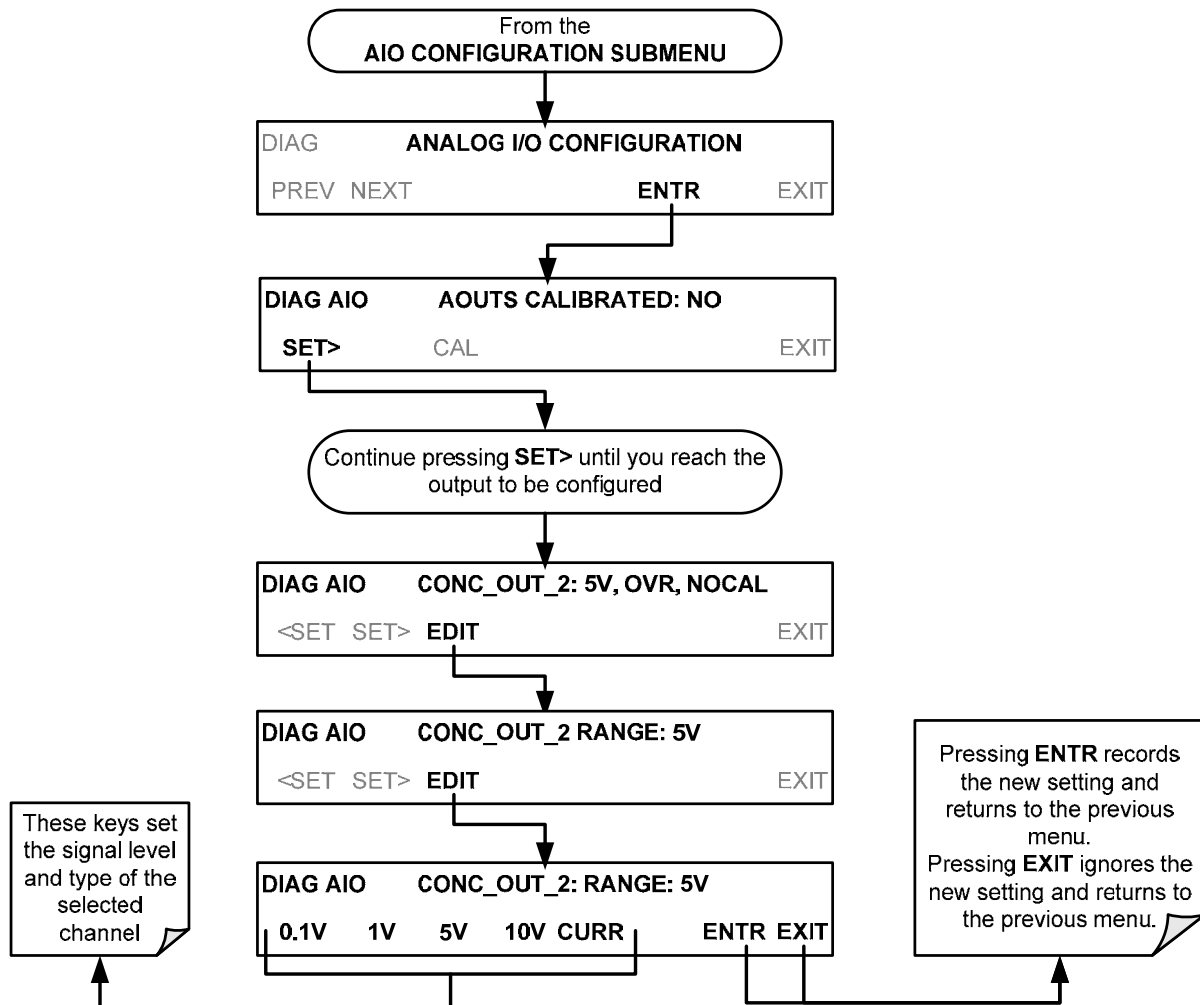 From the
AIO CONFIGURATION SUBMENU
DIAG ANALOG I/O CONFIGURATION
PREV NEXT ENTR EXIT
DIAG AIO AOUTS CALIBRATED: NO
SET> CAL EXIT
Continue pressing SET> until you reach the
output to be configured
DIAG AIO CONC_OUT_2: 5V, OVR, NOCAL
<SET SET> EDIT EXIT
DIAG AIO CONC_OUT_2 RANGE: 5V
<SET SET> EDIT EXIT
DIAG AIO CONC_OUT_2: RANGE: 5V
0.1V 1V 5V 10V CURR ENTR EXIT
These keys set
the signal level
and type of the
selected
channel
Pressing ENTR records
the new setting and
returns to the previous
menu.
Pressing EXIT ignores the
new setting and returns to
the previous menu.